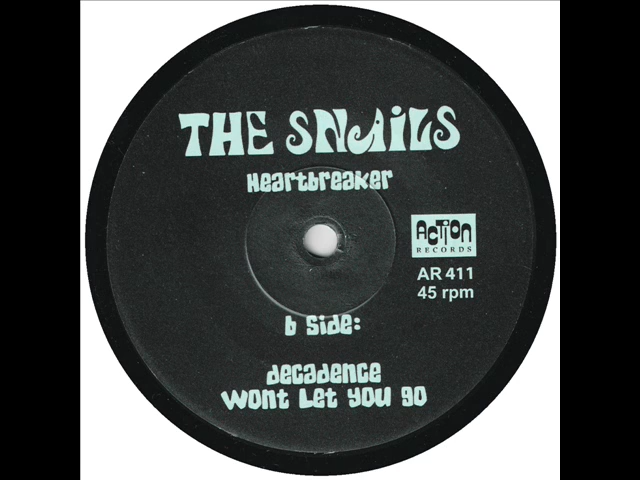 THE SNAILS
Heartbreaker
ACTION
RECORDS
AR 411
45 rpm
b Side:
decadence
Wont Let you go